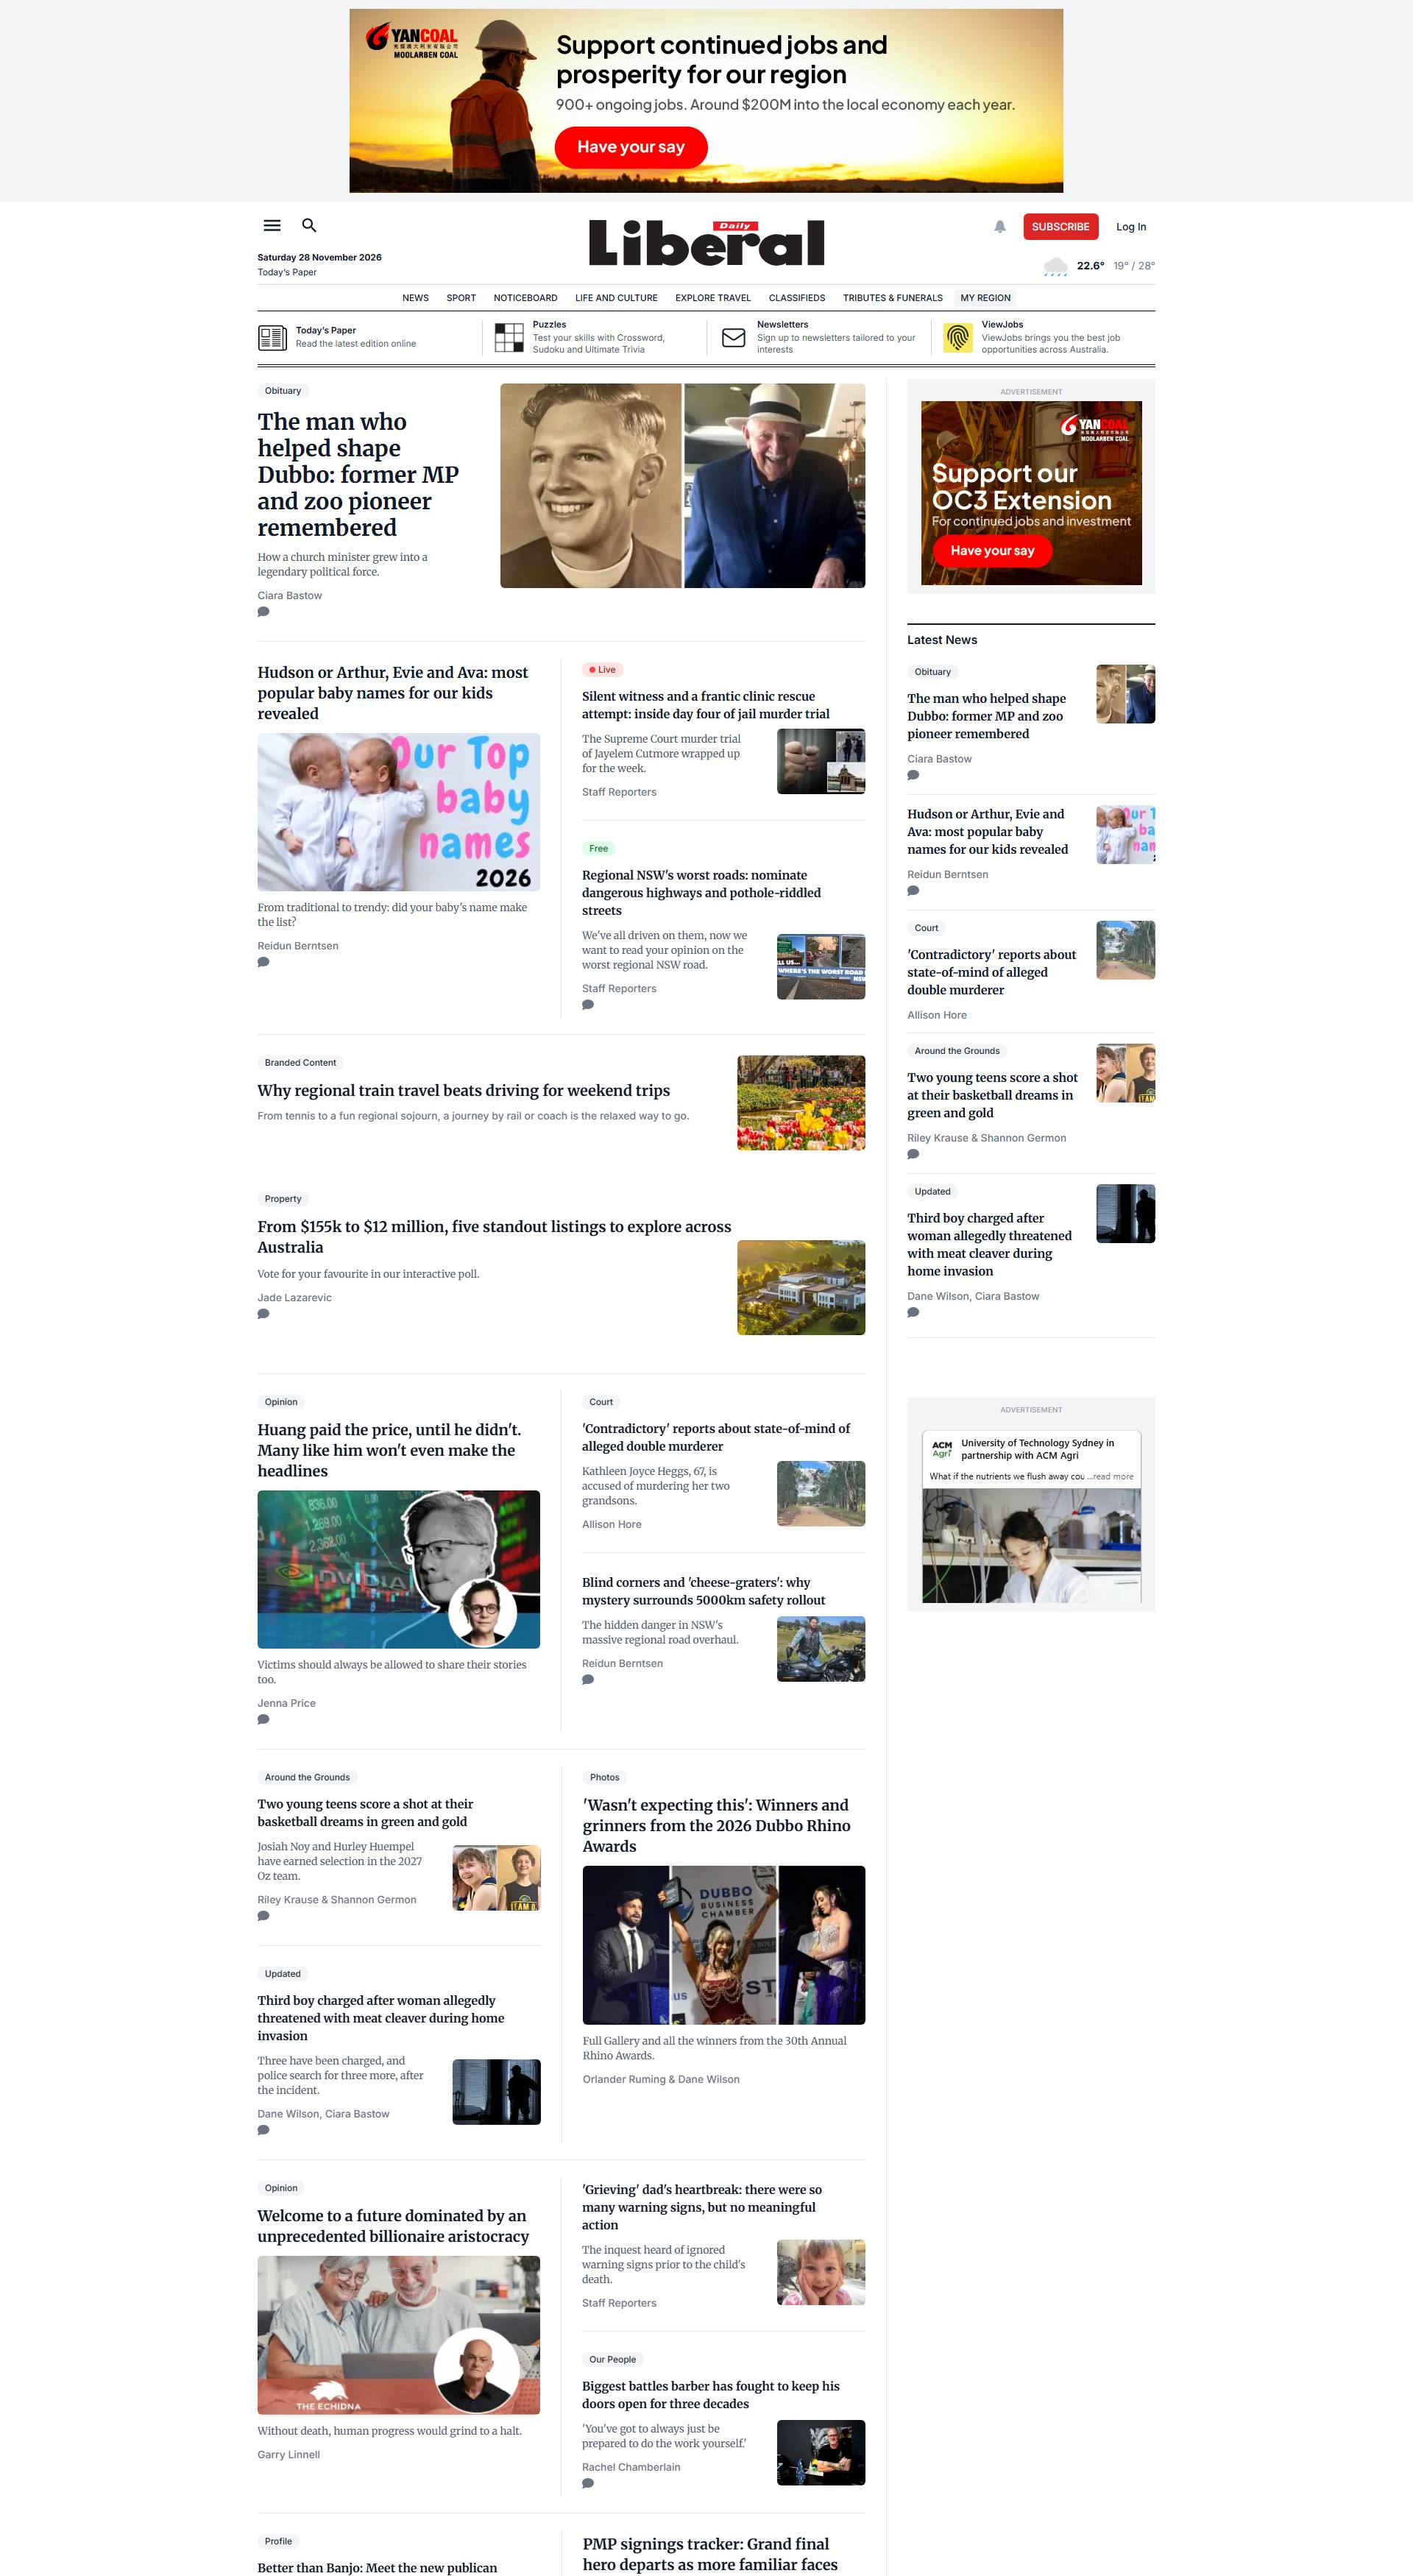 YANCOAL
MOOLARBEN COAL
Support continued jobs and
prosperity for our region
900+ ongoing jobs. Around $200M into the local economy each year.
Have your say
Saturday 28 November 2026
Today's Paper
Daily
Liberal
SUBSCRIBE
Log In
22.6° 19° / 28°
NEWS SPORT NOTICEBOARD LIFE AND CULTURE EXPLORE TRAVEL CLASSIFIEDS TRIBUTES & FUNERALS MY REGION
Today's Paper
Read the latest edition online
Puzzles
Test your skills with Crossword,
Sudoku and Ultimate Trivia
Newsletters
Sign up to newsletters tailored to your
interests
ViewJobs
ViewJobs brings you the best job
opportunities across Australia.
Obituary
The man who
helped shape
Dubbo: former MP
and zoo pioneer
remembered
How a church minister grew into a
legendary political force.
Ciara Bastow
Hudson or Arthur, Evie and Ava: most
popular baby names for our kids
revealed
Our Top
baby
names
2026
From traditional to trendy: did your baby's name make
the list?
Reidun Berntsen
Live
Silent witness and a frantic clinic rescue
attempt: inside day four of jail murder trial
The Supreme Court murder trial
of Jayelem Cutmore wrapped up
for the week.
Staff Reporters
Free
Regional NSW's worst roads: nominate
dangerous highways and pothole-riddled
streets
We've all driven on them, now we
want to read your opinion on the
worst regional NSW road.
LL US...
WHERE'S THE WORST ROAD
NSW
Staff Reporters
Branded Content
Why regional train travel beats driving for weekend trips
From tennis to a fun regional sojourn, a journey by rail or coach is the relaxed way to go.
Property
From $155k to $12 million, five standout listings to explore across
Australia
Vote for your favourite in our interactive poll.
Jade Lazarevic
Opinion
Huang paid the price, until he didn't.
Many like him won't even make the
headlines
836.00
1,269.00
2,362.00
NVIDIA
Victims should always be allowed to share their stories
too.
Jenna Price
Court
'Contradictory' reports about state-of-mind of
alleged double murderer
Kathleen Joyce Heggs, 67, is
accused of murdering her two
grandsons.
Allison Hore
Blind corners and 'cheese-graters': why
mystery surrounds 5000km safety rollout
The hidden danger in NSW's
massive regional road overhaul.
Reidun Berntsen
Around the Grounds
Two young teens score a shot at their
basketball dreams in green and gold
Josiah Noy and Hurley Huempel
have earned selection in the 2027
Oz team.
Riley Krause & Shannon Germon
Updated
Third boy charged after woman allegedly
threatened with meat cleaver during home
invasion
Three have been charged, and
police search for three more, after
the incident.
Dane Wilson, Ciara Bastow
Photos
'Wasn't expecting this': Winners and
grinners from the 2026 Dubbo Rhino
Awards
DUBBO
BUSINESS
CHAMBER
Full Gallery and all the winners from the 30th Annual
Rhino Awards.
Orlander Ruming & Dane Wilson
Opinion
Welcome to a future dominated by an
unprecedented billionaire aristocracy
THE ECHIDNA
Without death, human progress would grind to a halt.
Garry Linnell
'Grieving' dad's heartbreak: there were so
many warning signs, but no meaningful
action
The inquest heard of ignored
warning signs prior to the child's
death.
Staff Reporters
Our People
Biggest battles barber has fought to keep his
doors open for three decades
'You've got to always just be
prepared to do the work yourself.'
Rachel Chamberlain
Profile
Better than Banjo: Meet the new publican
PMP signings tracker: Grand final
hero departs as more familiar faces
ADVERTISEMENT
YANCOAL
MOOLARBEN COAL
Support our
OC3 Extension
For continued jobs and investment
Have your say
Latest News
Obituary
The man who helped shape
Dubbo: former MP and zoo
pioneer remembered
Ciara Bastow
Hudson or Arthur, Evie and
Ava: most popular baby
names for our kids revealed
Reidun Berntsen
Court
'Contradictory' reports about
state-of-mind of alleged
double murderer
Allison Hore
Around the Grounds
Two young teens score a shot
at their basketball dreams in
green and gold
Riley Krause & Shannon Germon
Updated
Third boy charged after
woman allegedly threatened
with meat cleaver during
home invasion
Dane Wilson, Ciara Bastow
ADVERTISEMENT
ACM
Agri
University of Technology Sydney in
partnership with ACM Agri
What if the nutrients we flush away cou ...read more